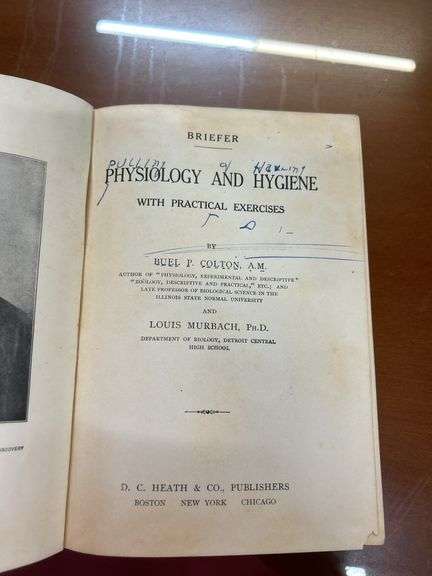 BRIEFER
PHYSIOLOGY AND HYGIENE
WITH PRACTICAL EXERCISES
BY
BUEL P. COLTON, A.M.
AUTHOR OF "PHYSIOLOGY, EXPERIMENTAL AND DESCRIPTIVE"
"ZOOLOGY, DESCRIPTIVE AND PRACTICAL," ETC.; AND
LATE PROFESSOR OF BIOLOGICAL SCIENCE IN THE
ILLINOIS STATE NORMAL UNIVERSITY
AND
LOUIS MURBACH, PH.D.
DEPARTMENT OF BIOLOGY, DETROIT CENTRAL
HIGH SCHOOL
D. C. HEATH & CO., PUBLISHERS
BOSTON NEW YORK CHICAGO